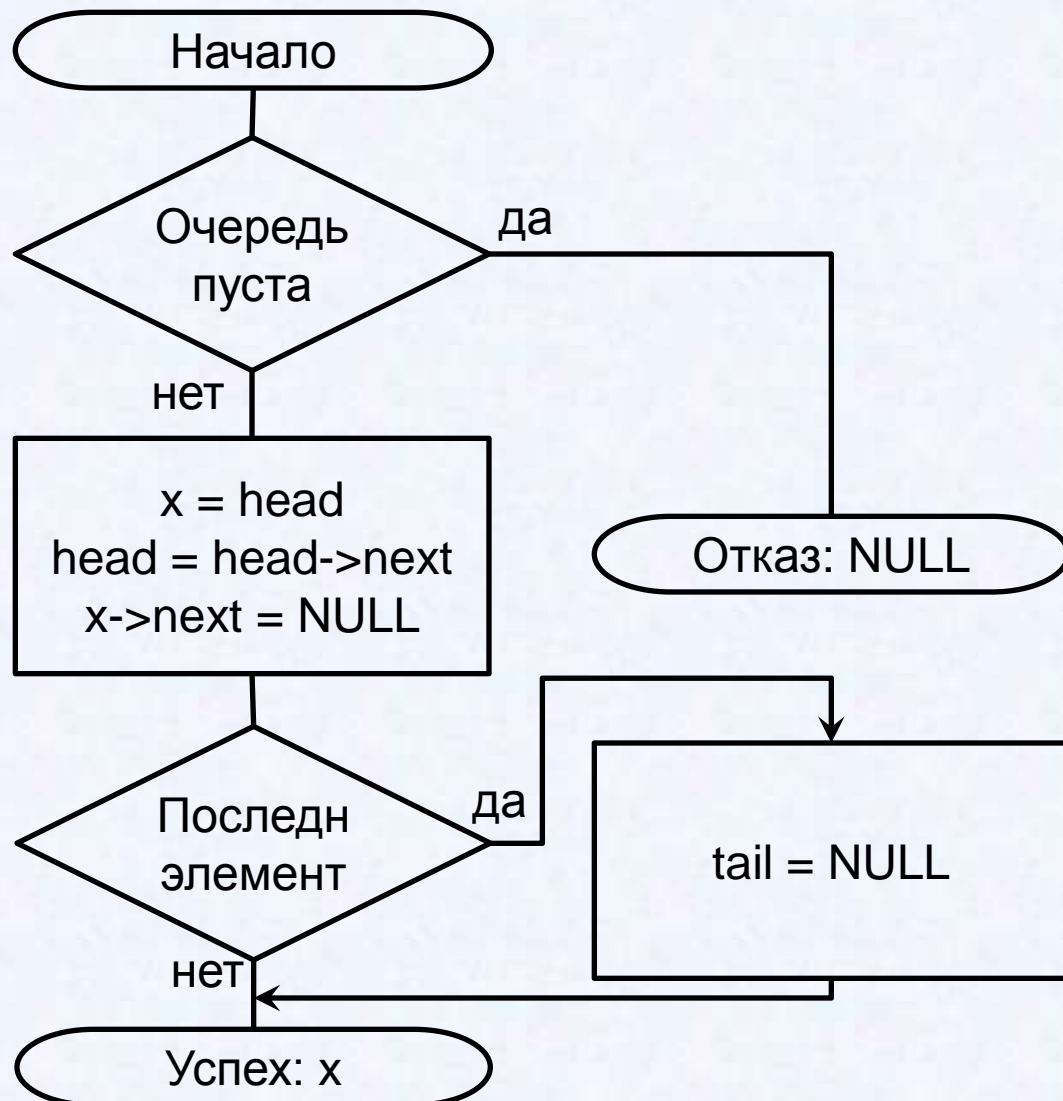 Начало
Очередь
пуста
да
нет
x = head
head = head->next
x->next = NULL
Отказ: NULL
Последн
элемент
да
tail = NULL
нет
Успех: x